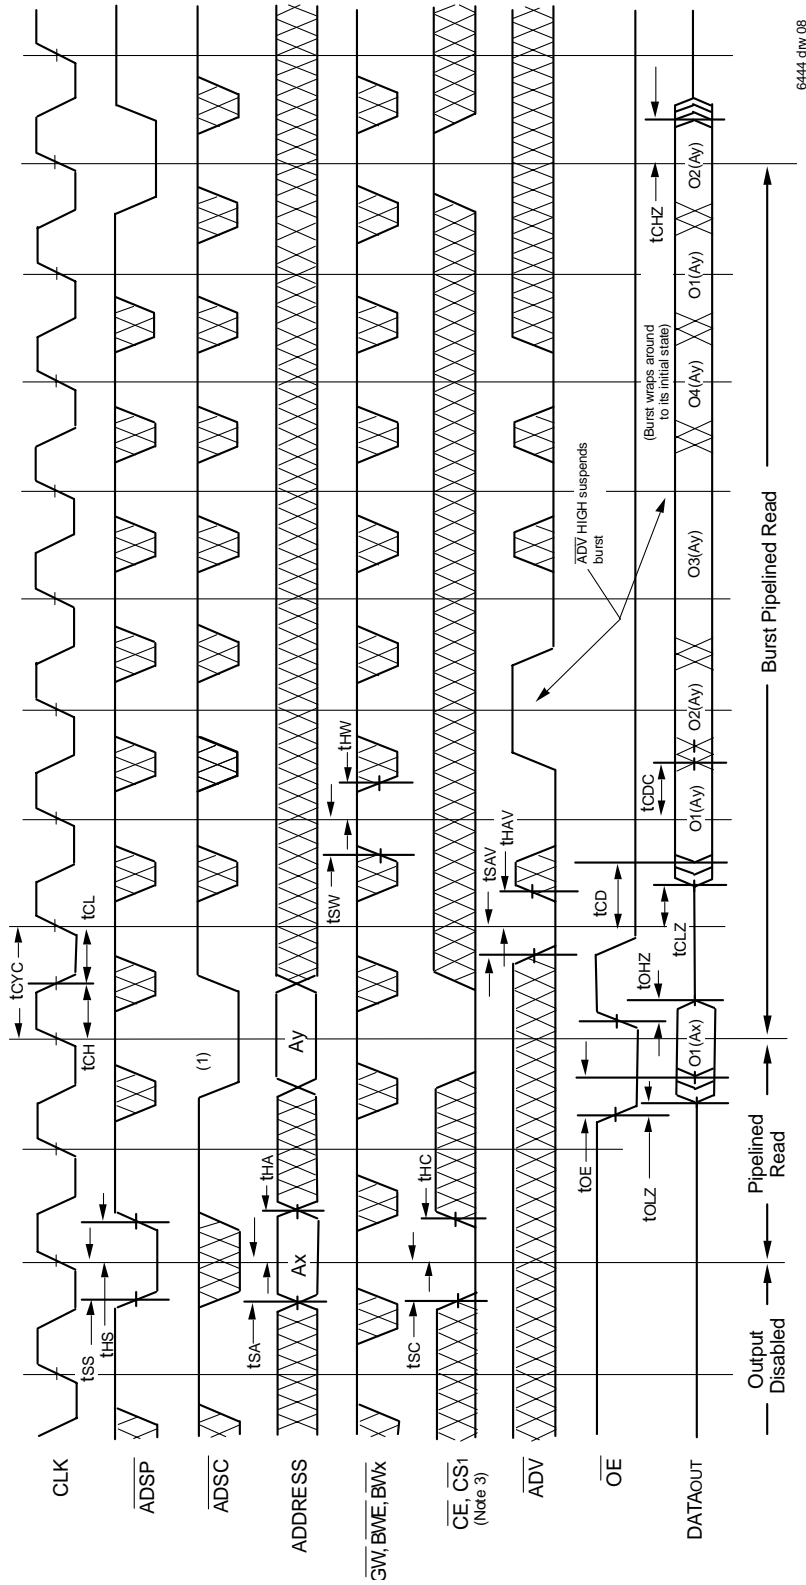 CLK
ADSP
ADSC
ADDRESS
GW, BWE, BWx
CE, CS1
(Note 3)
ADV
OE
DATAOUT
tCYC
tCH
tCL
tSS
tHS
(1)
tSA
tHA
Ax
Ay
tSW
tHW
tSC
tHC
tSAV
tHAV
ADV HIGH suspends
burst
tOE
tOLZ
tOHZ
tCD
tCLZ
tCDC
tCHZ
(Burst wraps around
to its initial state)
O1(Ax)
O1(Ay)
O2(Ay)
O3(Ay)
O4(Ay)
O1(Ay)
O2(Ay)
Output
Disabled
Pipelined
Read
Burst Pipelined Read
6444 drw 08